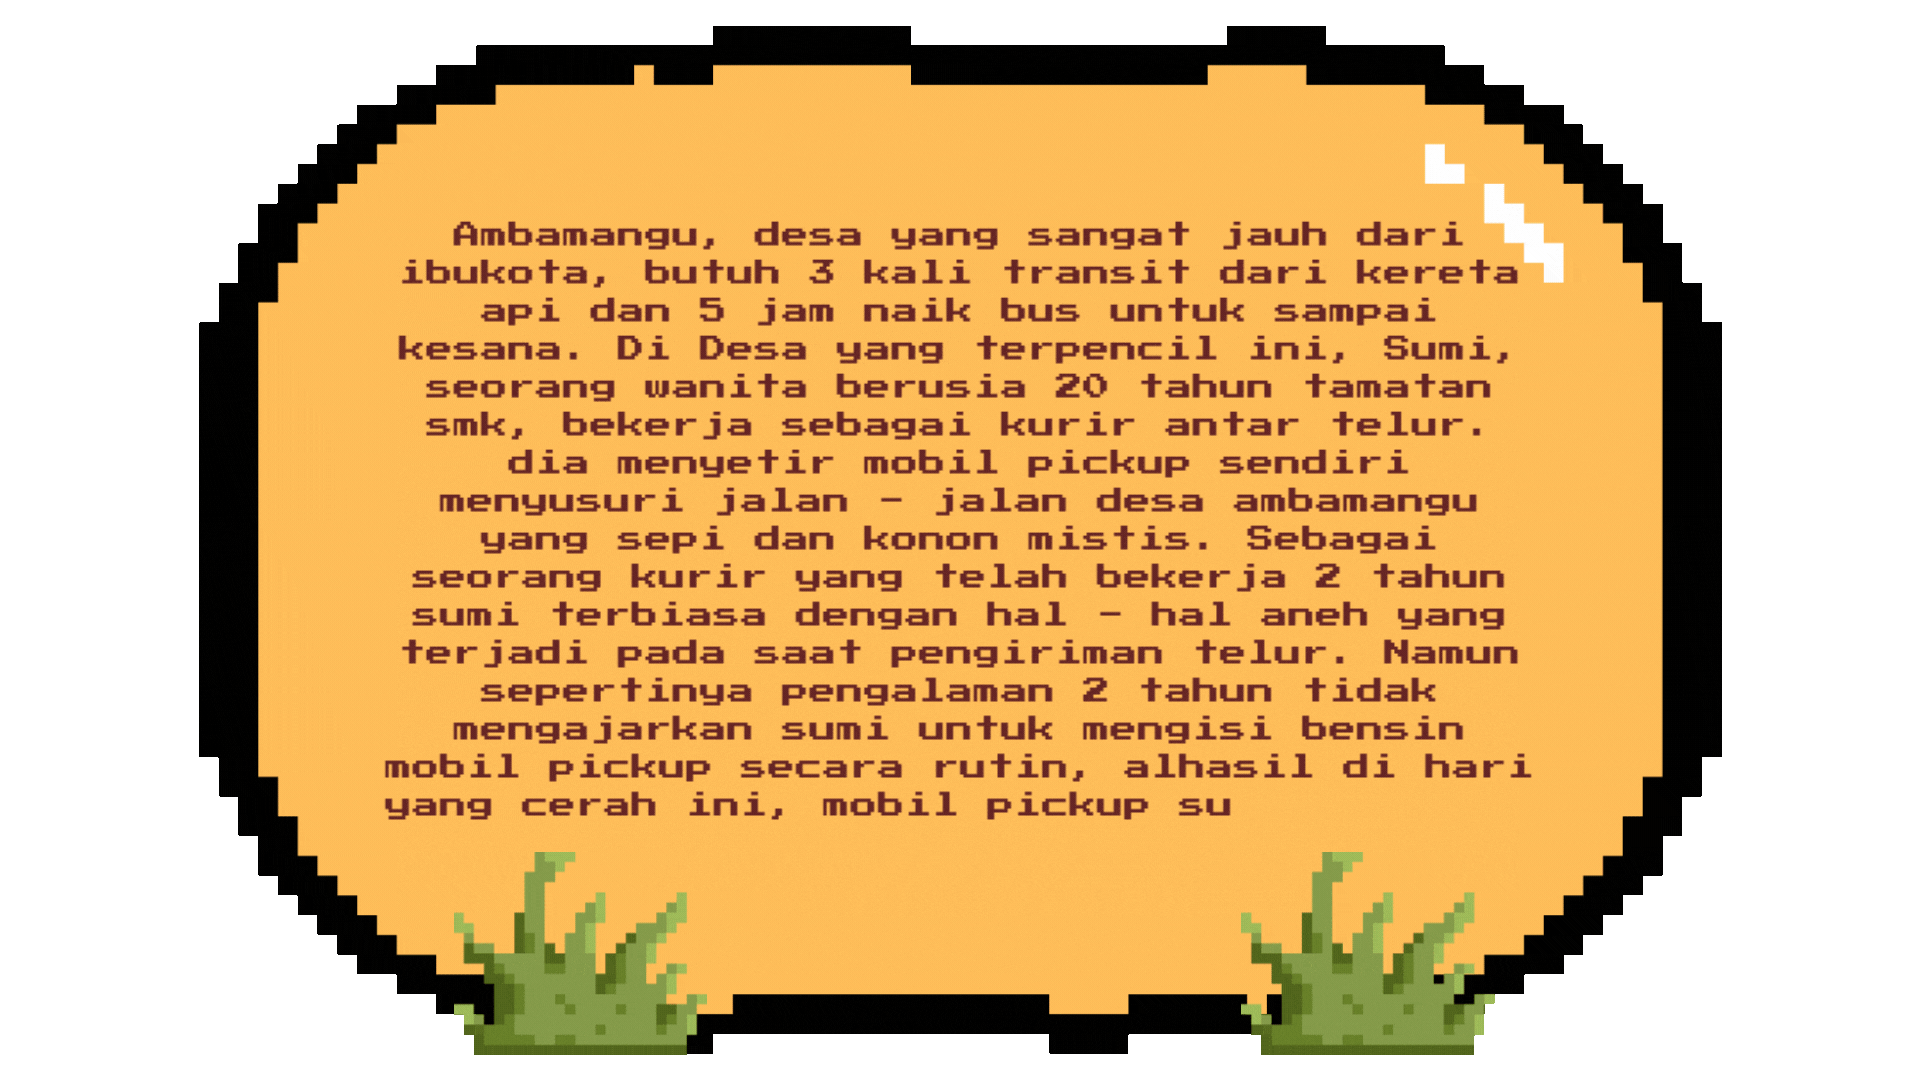 Ambamangu, desa yang sangat jauh dari
ibukota, butuh 3 kali transit dari kereta
api dan 5 jam naik bus untuk sampai
kesana. Di Desa yang terpencil ini, Sumi,
seorang wanita berusia 20 tahun tamatan
smk, bekerja sebagai kurir antar telur.
dia menyetir mobil pickup sendiri
menyusuri jalan - jalan desa ambamangu
yang sepi dan konon mistis. Sebagai
seorang kurir yang telah bekerja 2 tahun
sumi terbiasa dengan hal - hal aneh yang
terjadi pada saat pengiriman telur. Namun
sepertinya pengalaman 2 tahun tidak
mengajarkan sumi untuk mengisi bensin
mobil pickup secara rutin, alhasil di hari
yang cerah ini, mobil pickup su